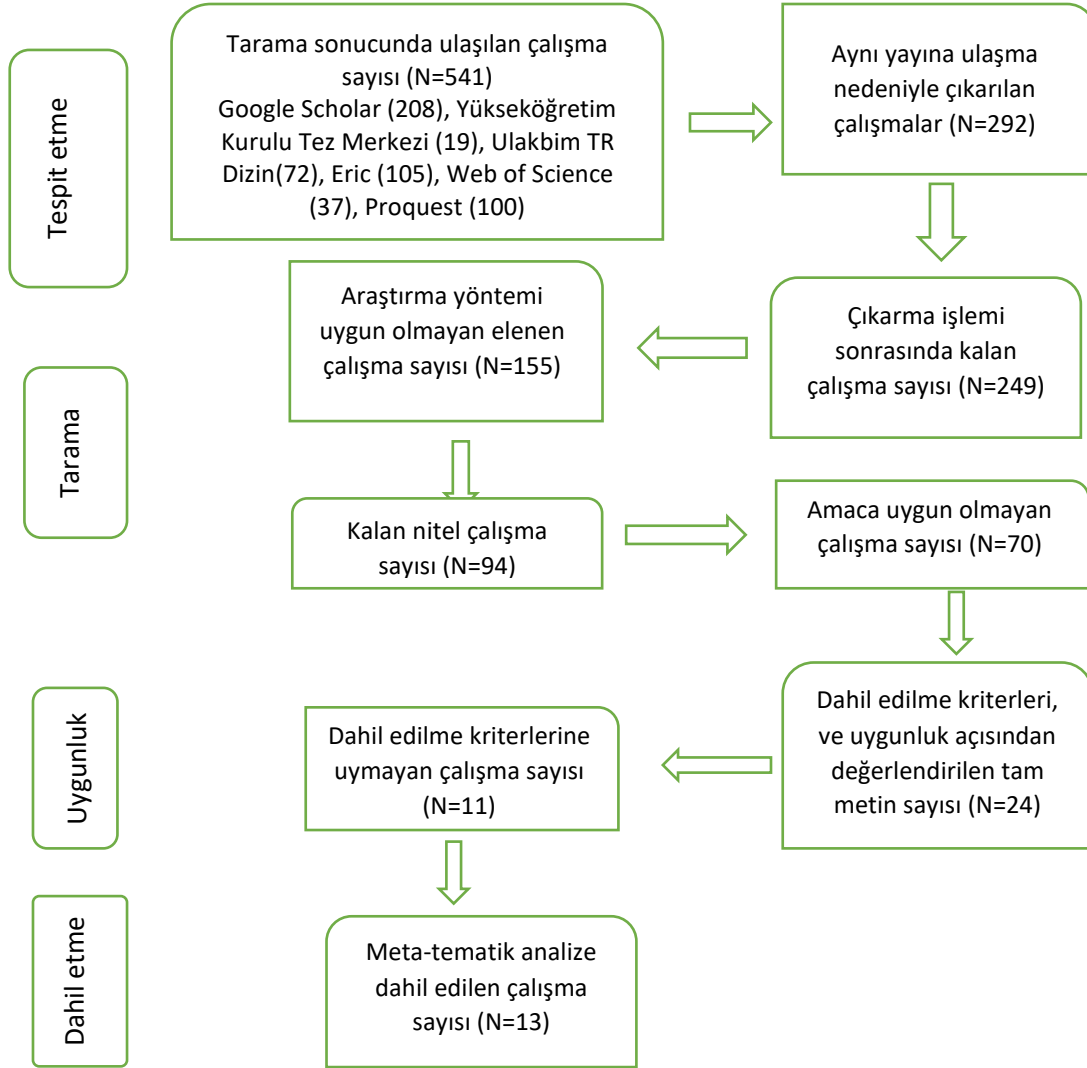 Tespit etme
Tarama sonucunda ulaşılan çalışma
sayısı (N=541)
Google Scholar (208), Yükseköğretim
Kurulu Tez Merkezi (19), Ulakbim TR
Dizin(72), Eric (105), Web of Science
(37), Proquest (100)
Aynı yayına ulaşma
nedeniyle çıkarılan
çalışmalar (N=292)
Çıkarma işlemi
sonrasında kalan
çalışma sayısı (N=249)
Tarama
Araştırma yöntemi
uygun olmayan elenen
çalışma sayısı (N=155)
Kalan nitel çalışma
sayısı (N=94)
Amaca uygun olmayan
çalışma sayısı (N=70)
Uygunluk
Dahil edilme kriterleri,
ve uygunluk açısından
değerlendirilen tam
metin sayısı (N=24)
Dahil edilme kriterlerine
uymayan çalışma sayısı
(N=11)
Dahil etme
Meta-tematik analize
dahil edilen çalışma
sayısı (N=13)